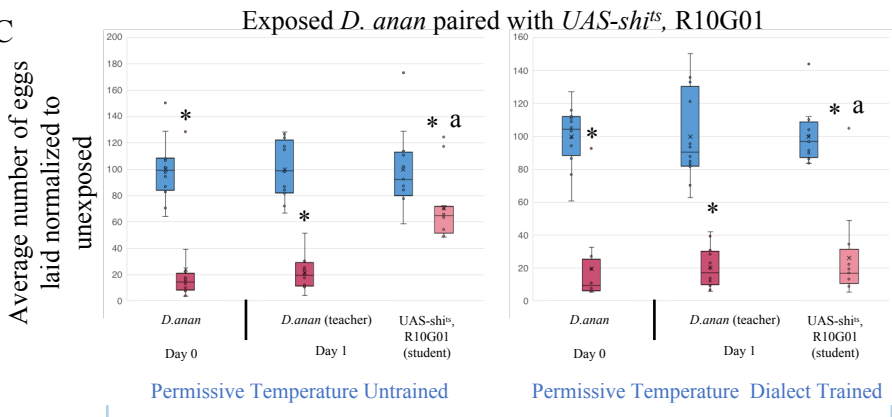 C
Exposed D. anan paired with UAS-shiᵗˢ, R10G01
Average number of eggs
laid normalized to
unexposed
200
180
160
140
120
100
80
60
40
20
0
* * * a
D.anan
D.anan (teacher)
UAS-shiᵗˢ,
R10G01
(student)
Day 0
Day 1
Permissive Temperature Untrained
160
140
120
100
80
60
40
20
0
* * * a
D.anan
D.anan (teacher)
UAS-shiᵗˢ,
R10G01
(student)
Day 0
Day 1
Permissive Temperature Dialect Trained